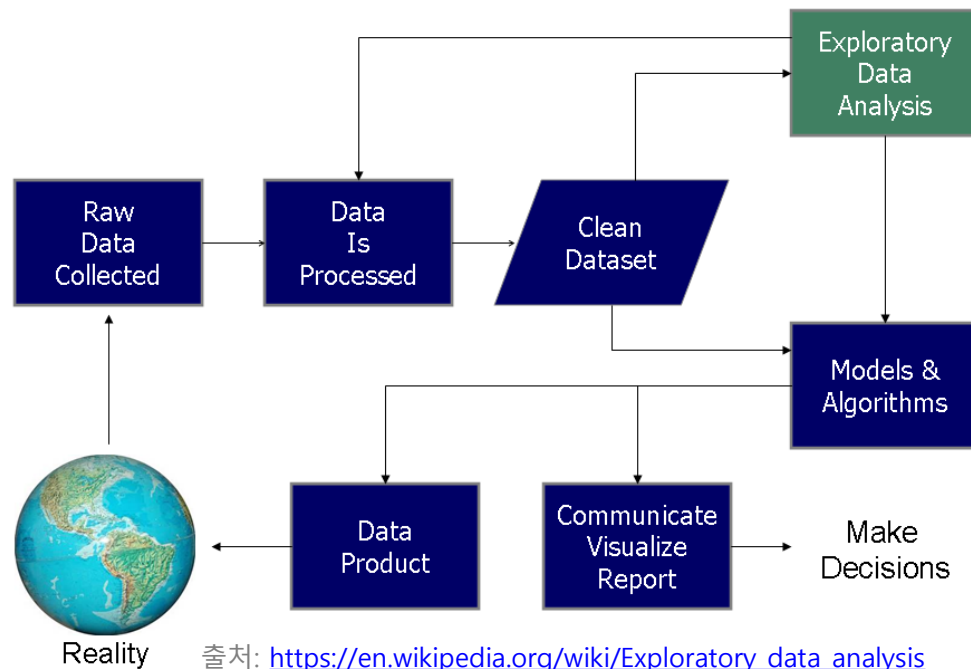 Exploratory
Data
Analysis
Raw
Data
Collected
Data
Is
Processed
Clean
Dataset
Models &
Algorithms
Data
Product
Communicate
Visualize
Report
Make
Decisions
Reality
출처: https://en.wikipedia.org/wiki/Exploratory_data_analysis